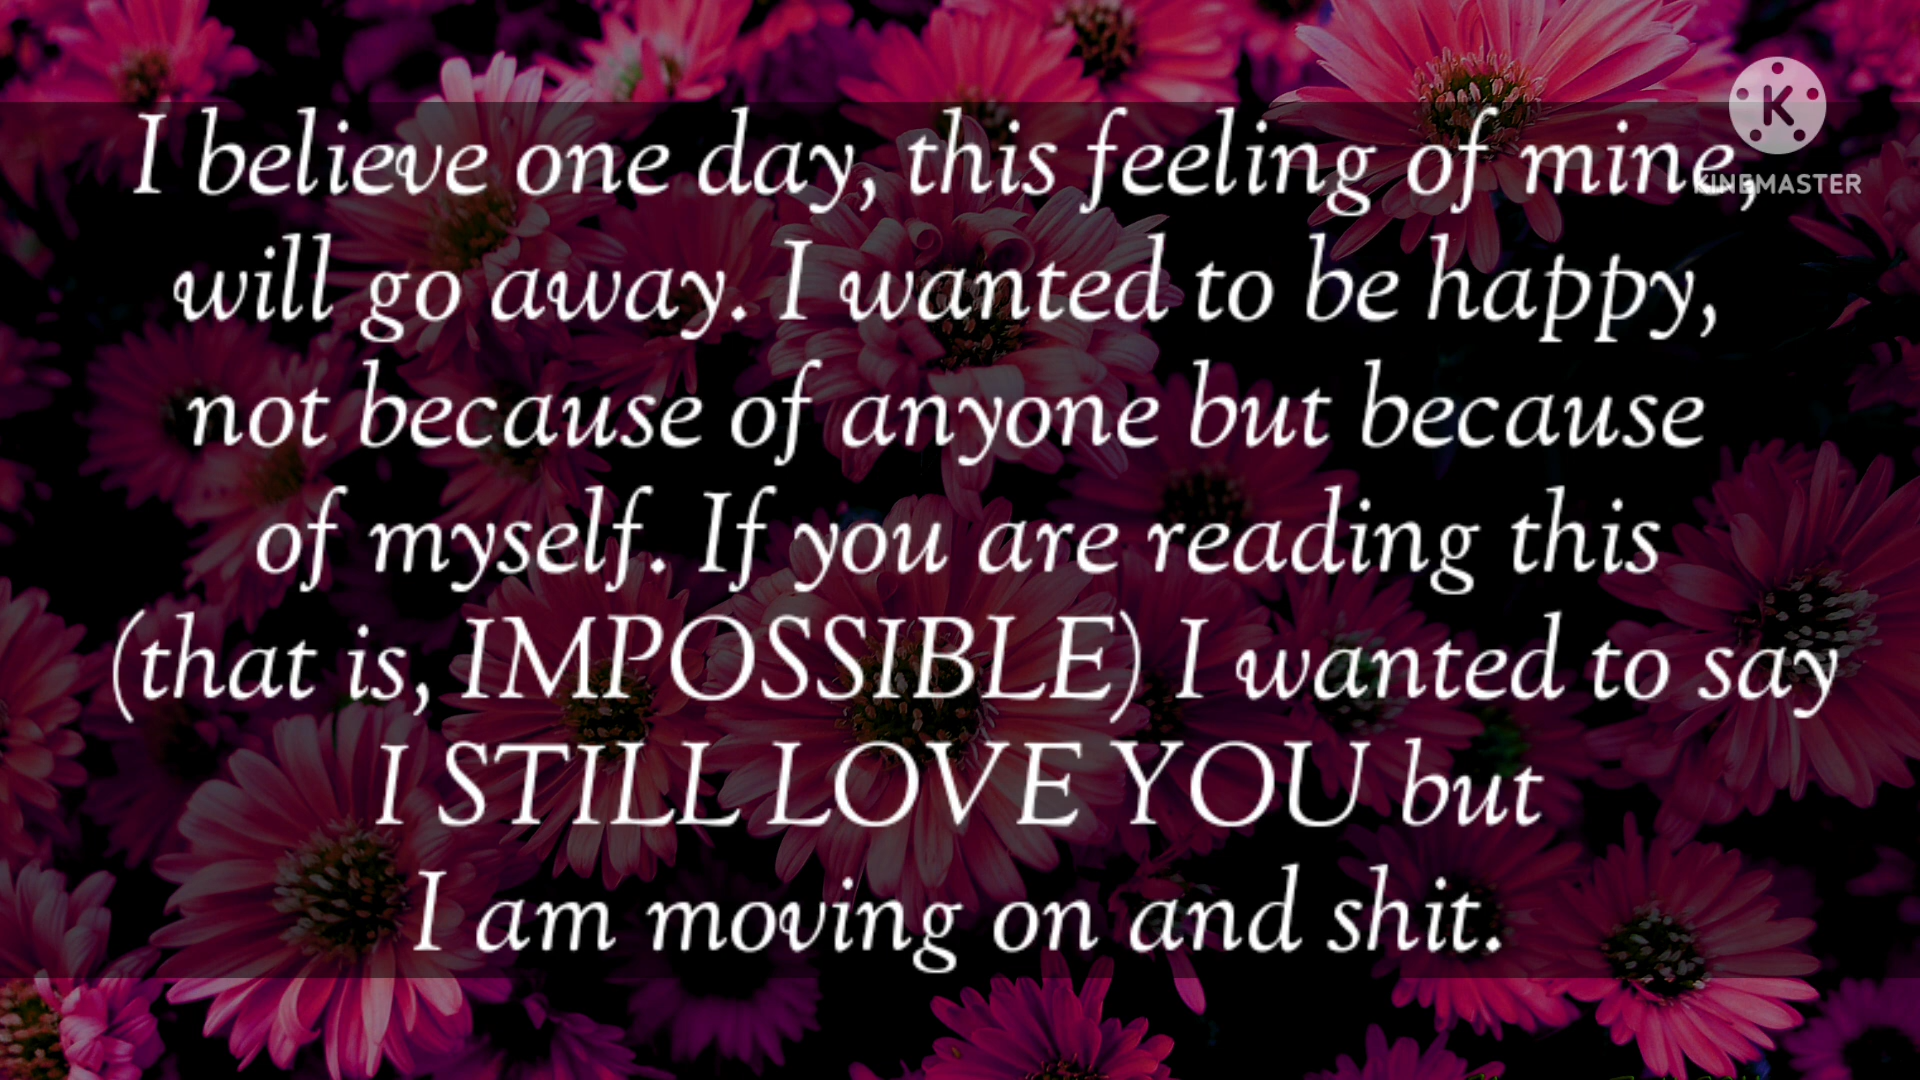 I believe one day, this feeling of mine,
will go away. I wanted to be happy,
not because of anyone but because
of myself. If you are reading this
(that is, IMPOSSIBLE) I wanted to say
I STILL LOVE YOU but
I am moving on and shit.
K
KINEMASTER